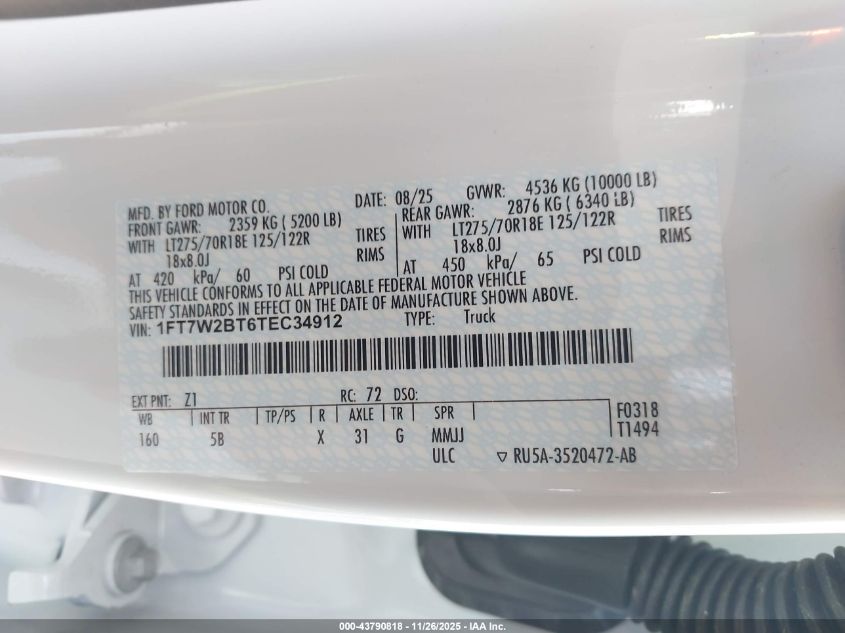 MFD. BY FORD MOTOR CO. DATE: 08/25 GVWR: 4536 KG (10000 LB)
FRONT GAWR: 2359 KG ( 5200 LB) REAR GAWR: 2876 KG ( 6340 LB)
WITH LT275/70R18E 125/122R TIRES WITH LT275/70R18E 125/122R TIRES
18x8.0J RIMS 18x8.0J RIMS
AT 420 kPa/ 60 PSI COLD AT 450 kPa/ 65 PSI COLD
THIS VEHICLE CONFORMS TO ALL APPLICABLE FEDERAL MOTOR VEHICLE
SAFETY STANDARDS IN EFFECT ON THE DATE OF MANUFACTURE SHOWN ABOVE.
VIN: 1FT7W2BT6TEC34912 TYPE: Truck
EXT PNT: Z1 RC: 72 DSO:
WB INT TR TP/PS R AXLE TR SPR F0318
160 5B X 31 G MMJJ T1494
ULC ▽ RU5A-3520472-AB
000-43790818 - 11/26/2025 - IAA Inc.